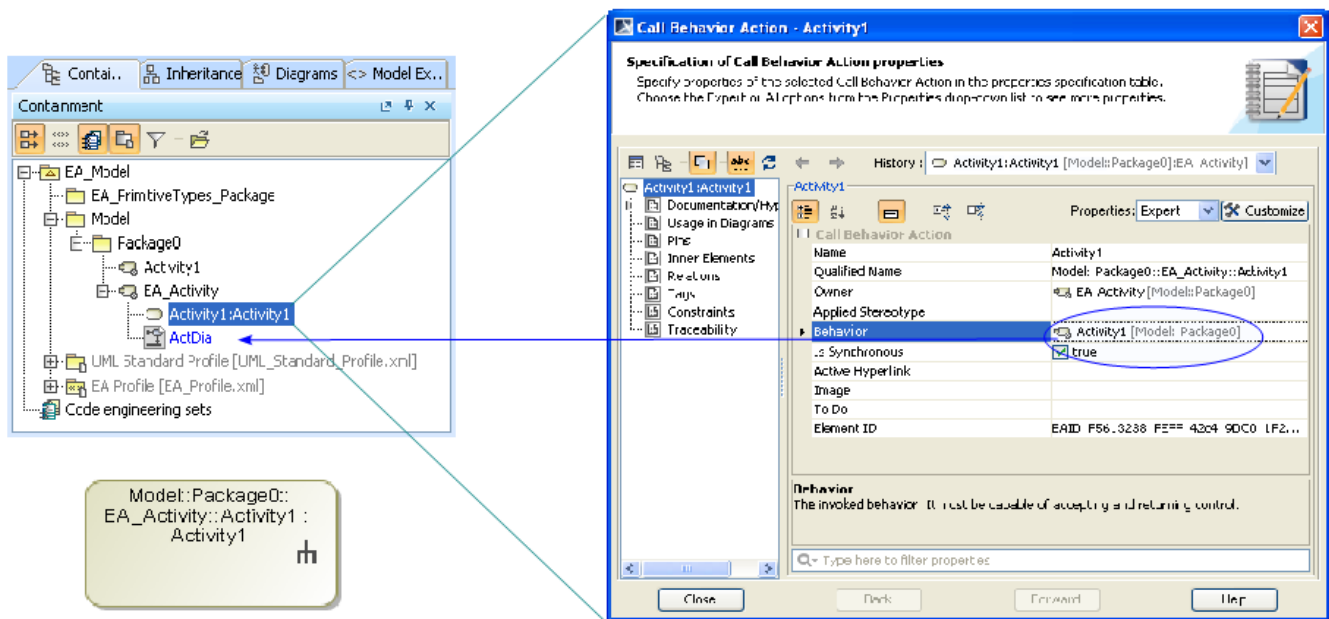 Contai..
Inheritance
Diagrams
<> Model Ex..
Containment
EA_Model
EA_PrimtiveTypes_Package
Model
Package0
Activity1
EA_Activity
Activity1:Activity1
ActDia
UML Standard Profile [UML_Standard_Profile.xml]
EA Profile [EA_Profile.xml]
Code engineering sets
Model::Package0::
EA_Activity::Activity1 :
Activity1
Call Behavior Action - Activity1
Specification of Call Behavior Action properties
Specify properties of the selected Call Behavior Action in the properties specification table.
Choose the Expert or All options from the Properties drop-down list to see more properties.
History : Activity1:Activity1 [Model::Package0]:EA_Activity]
Activity1:Activity1
Documentation/Hyp
Usage in Diagrams
Pins
Inner Elements
Relations
Tags
Constraints
Traceability
Activity1
Properties: Expert Customize
Call Behavior Action
Name Activity1
Qualified Name Model: Package0::EA_Activity::Activity1
Owner EA Activity [Model::Package0]
Applied Stereotype
Behavior Activity1 [Model: Package0]
Is Synchronous true
Active Hyperlink
Image
To Do
Element ID
Behavior
The invoked behavior. It must be capable of accepting and returning control.
Type here to filter properties
Close
Back
Forward
Help